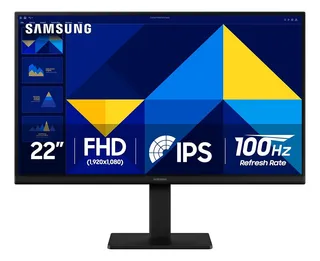 SAMSUNG
22”
FHD
(1,920x1,080)
IPS
100Hz
Refresh Rate